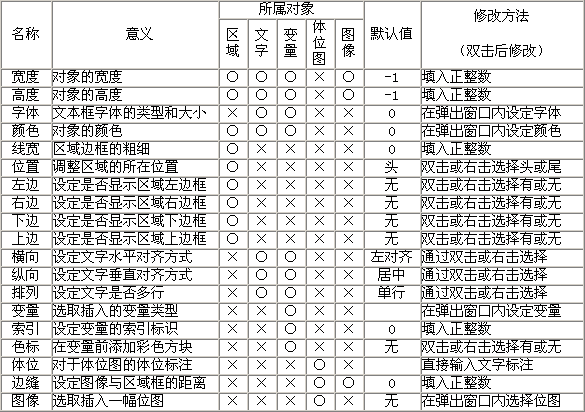 名称 意义 所属对象 默认值 修改方法
(双击后修改)
区域 文字 变量 体位图 图像
宽度 对象的宽度 ○ ○ ○ × ○ -1 填入正整数
高度 对象的高度 ○ ○ ○ × ○ -1 填入正整数
字体 文本框字体的类型和大小 × ○ ○ × × 0 在弹出窗口内设定字体
颜色 对象的颜色 ○ ○ ○ × × 0 在弹出窗口内设定颜色
线宽 区域边框的粗细 ○ × × × × 0 填入正整数
位置 调整区域的所在位置 ○ × × × × 头 双击或右击选择头或尾
左边 设定是否显示区域左边框 ○ × × × × 无 双击或右击选择有或无
右边 设定是否显示区域右边框 ○ × × × × 无 双击或右击选择有或无
下边 设定是否显示区域下边框 ○ × × × × 无 双击或右击选择有或无
上边 设定是否显示区域上边框 ○ × × × × 无 双击或右击选择有或无
横向 设定文字水平对齐方式 × ○ ○ × × 左对齐 通过双击或右击选择
纵向 设定文字垂直对齐方式 × ○ ○ × × 居中 通过双击或右击选择
排列 设定文字是否多行 × ○ ○ × × 单行 通过双击或右击选择
变量 选取插入的变量类型 × × ○ × × 在弹出窗口内设定变量
索引 设定变量的索引标识 × × ○ × × 0 填入正整数
色标 在变量前添加彩色方块 × × ○ × × 无 双击或右击选择有或无
体位 对于体位图的体位标注 × × × ○ × 直接输入文字标注
边缝 设定图像与区域框的距离 × × × ○ ○ 0 填入正整数
图像 选取插入一幅位图 × × × ○ × 无 在弹出窗口内选择位图